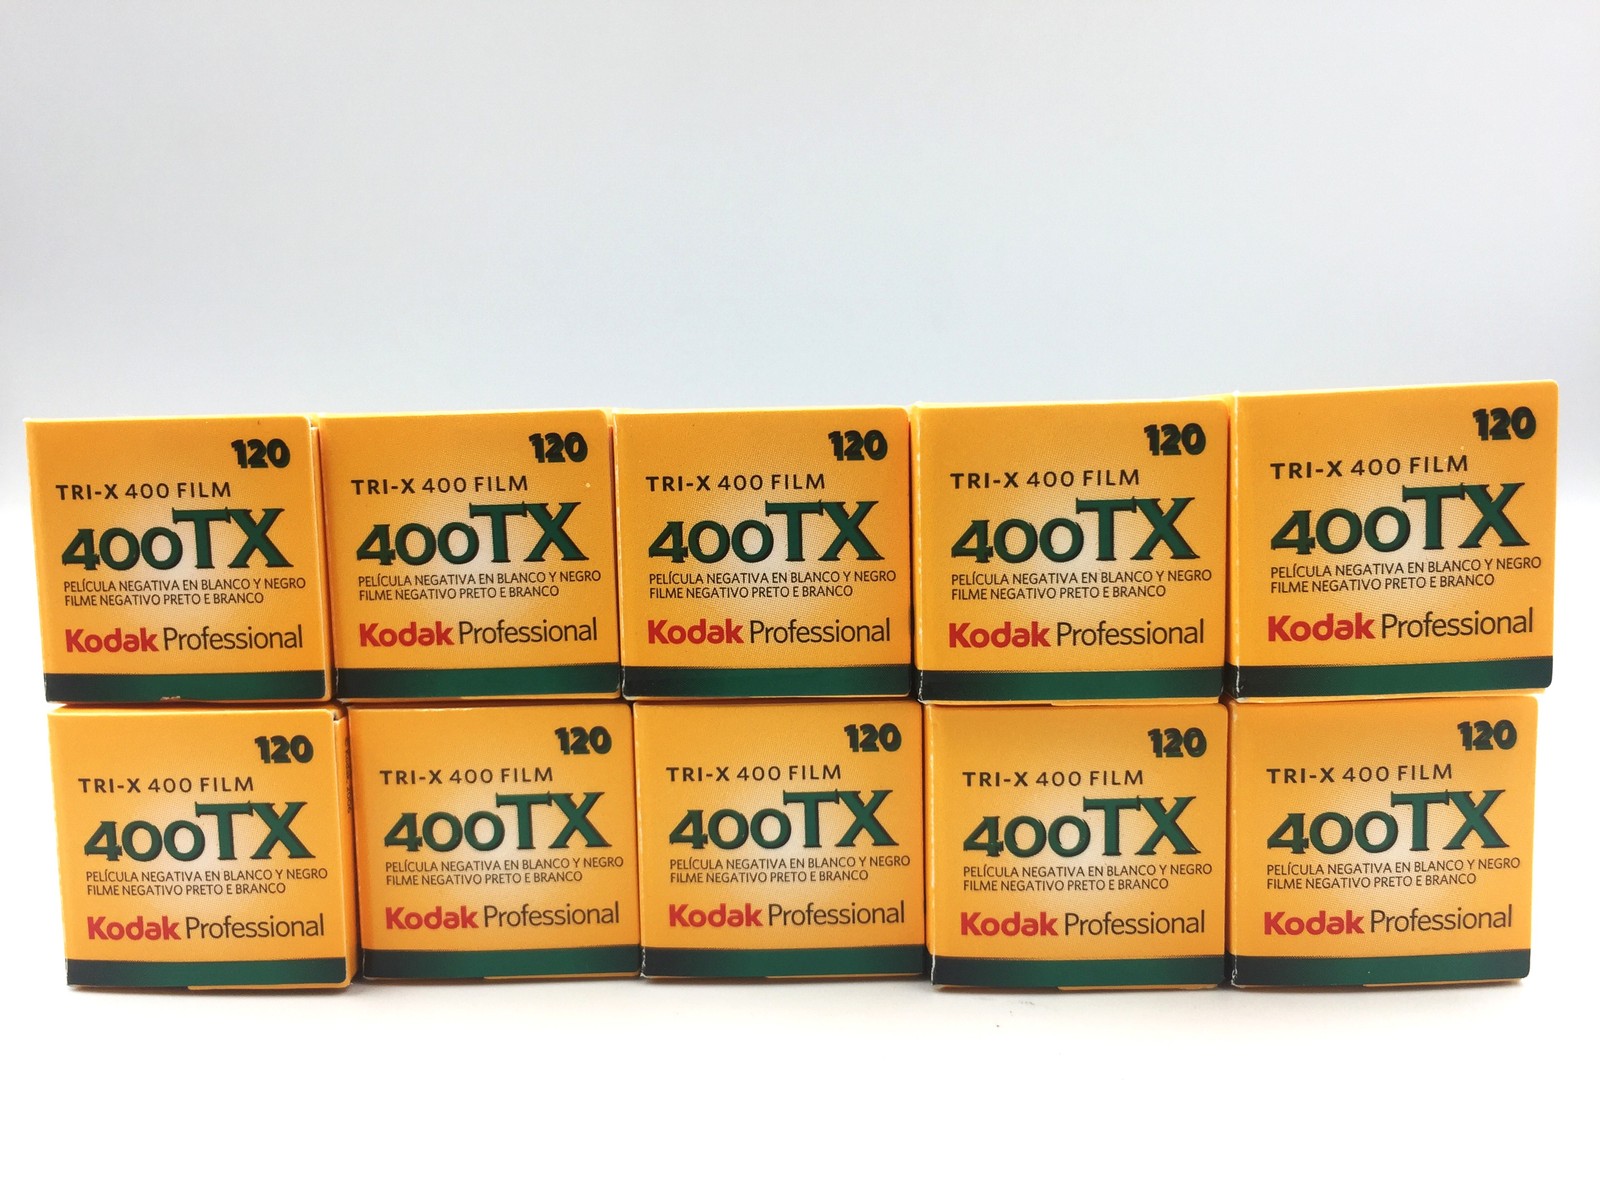 120
TRI-X 400 FILM
400TX
PELÍCULA NEGATIVA EN BLANCO Y NEGRO
FILME NEGATIVO PRETO E BRANCO
Kodak Professional
120
TRI-X 400 FILM
400TX
PELÍCULA NEGATIVA EN BLANCO Y NEGRO
FILME NEGATIVO PRETO E BRANCO
Kodak Professional
120
TRI-X 400 FILM
400TX
PELÍCULA NEGATIVA EN BLANCO Y NEGRO
FILME NEGATIVO PRETO E BRANCO
Kodak Professional
120
TRI-X 400 FILM
400TX
PELÍCULA NEGATIVA EN BLANCO Y NEGRO
FILME NEGATIVO PRETO E BRANCO
Kodak Professional
120
TRI-X 400 FILM
400TX
PELÍCULA NEGATIVA EN BLANCO Y NEGRO
FILME NEGATIVO PRETO E BRANCO
Kodak Professional
120
TRI-X 400 FILM
400TX
PELÍCULA NEGATIVA EN BLANCO Y NEGRO
FILME NEGATIVO PRETO E BRANCO
Kodak Professional
120
TRI-X 400 FILM
400TX
PELÍCULA NEGATIVA EN BLANCO Y NEGRO
FILME NEGATIVO PRETO E BRANCO
Kodak Professional
120
TRI-X 400 FILM
400TX
PELÍCULA NEGATIVA EN BLANCO Y NEGRO
FILME NEGATIVO PRETO E BRANCO
Kodak Professional
120
TRI-X 400 FILM
400TX
PELÍCULA NEGATIVA EN BLANCO Y NEGRO
FILME NEGATIVO PRETO E BRANCO
Kodak Professional
120
TRI-X 400 FILM
400TX
PELÍCULA NEGATIVA EN BLANCO Y NEGRO
FILME NEGATIVO PRETO E BRANCO
Kodak Professional